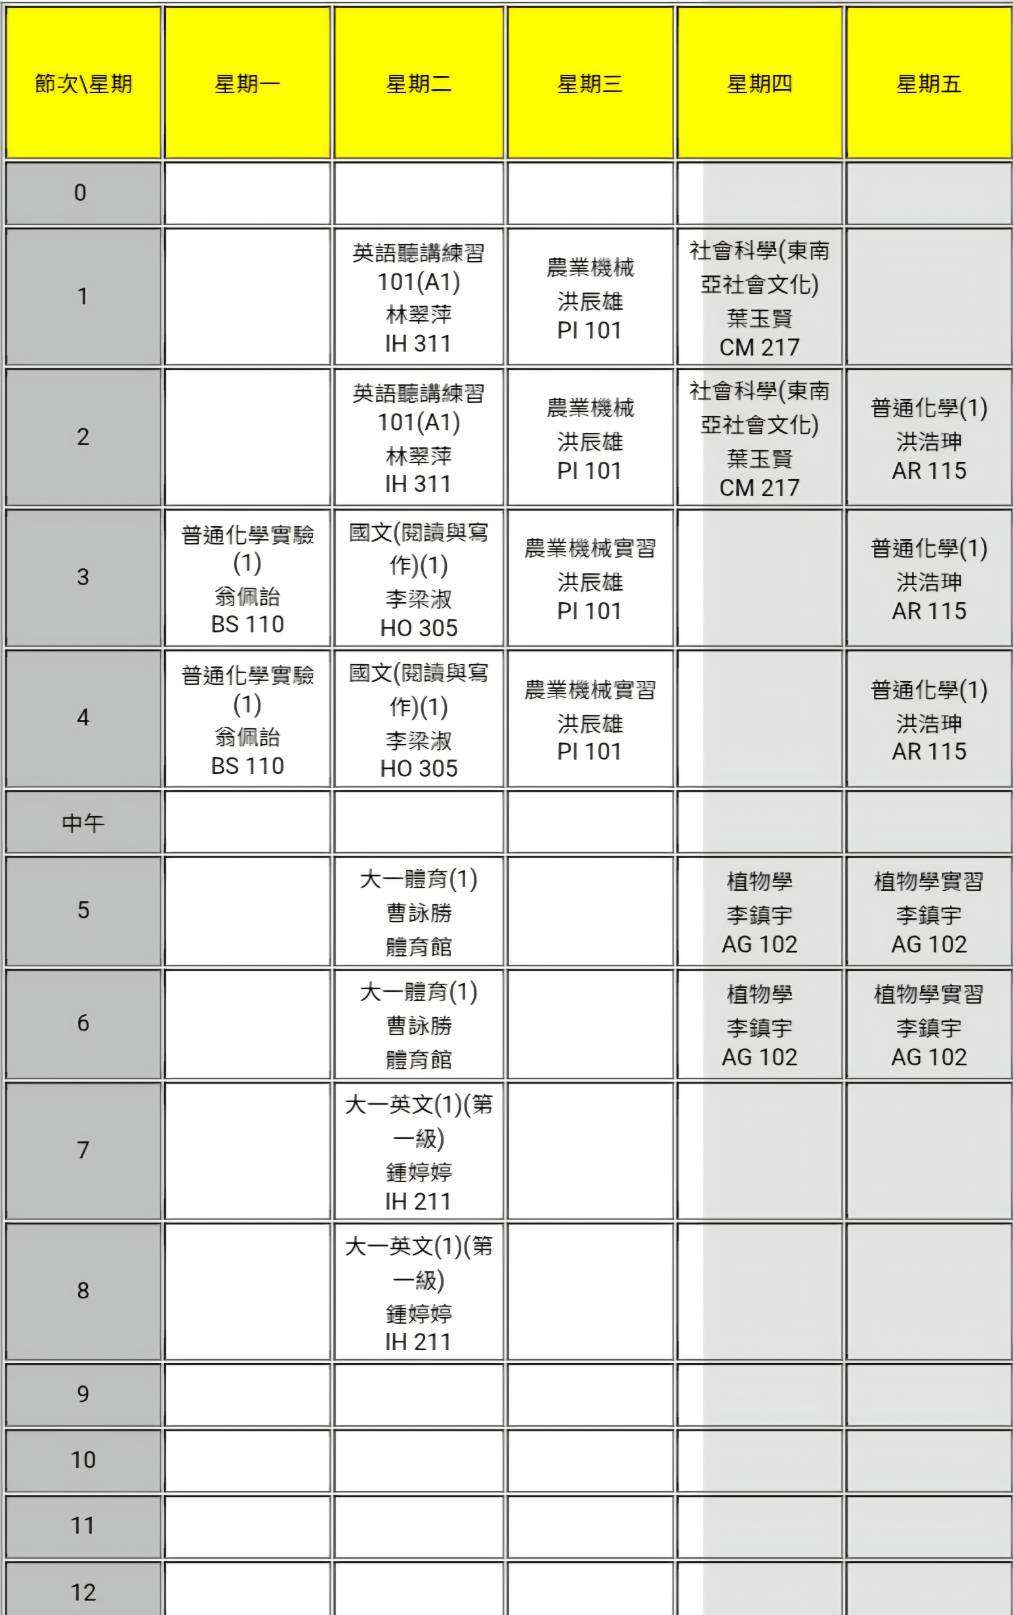 節次\星期 星期一 星期二 星期三 星期四 星期五
0
1
英語聽講練習
101(A1)
林翠萍
IH 311
農業機械
洪辰雄
PI 101
社會科學(東南
亞社會文化)
葉玉賢
CM 217
2
英語聽講練習
101(A1)
林翠萍
IH 311
農業機械
洪辰雄
PI 101
社會科學(東南
亞社會文化)
葉玉賢
CM 217
普通化學(1)
洪浩珅
AR 115
3
普通化學實驗
(1)
翁佩詒
BS 110
國文(閱讀與寫
作)(1)
李梁淑
HO 305
農業機械實習
洪辰雄
PI 101
普通化學(1)
洪浩珅
AR 115
4
普通化學實驗
(1)
翁佩詒
BS 110
國文(閱讀與寫
作)(1)
李梁淑
HO 305
農業機械實習
洪辰雄
PI 101
普通化學(1)
洪浩珅
AR 115
中午
5
大一體育(1)
曹詠勝
體育館
植物學
李鎮宇
AG 102
植物學實習
李鎮宇
AG 102
6
大一體育(1)
曹詠勝
體育館
植物學
李鎮宇
AG 102
植物學實習
李鎮宇
AG 102
7
大一英文(1)(第
一級)
鍾婷婷
IH 211
8
大一英文(1)(第
一級)
鍾婷婷
IH 211
9
10
11
12